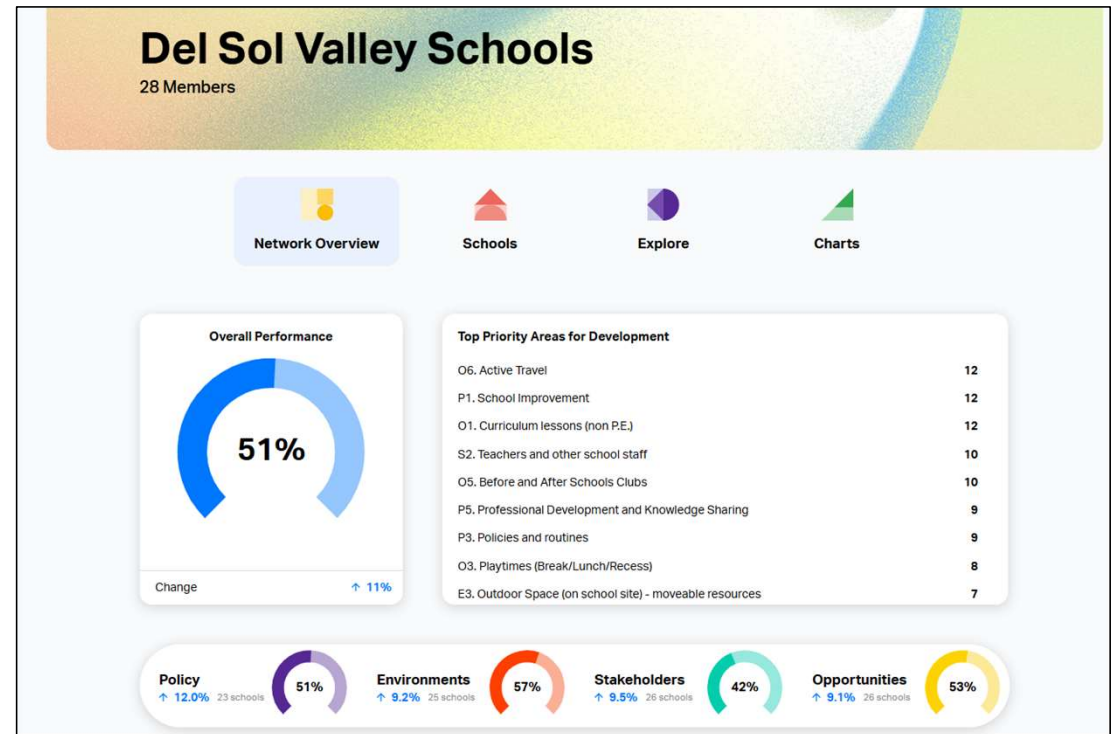 Del Sol Valley Schools
28 Members
Network Overview
Schools
Explore
Charts
Overall Performance
51%
Change
↑ 11%
Top Priority Areas for Development
O6. Active Travel 12
P1. School Improvement 12
O1. Curriculum lessons (non P.E.) 12
S2. Teachers and other school staff 10
O5. Before and After Schools Clubs 10
P5. Professional Development and Knowledge Sharing 9
P3. Policies and routines 9
O3. Playtimes (Break/Lunch/Recess) 8
E3. Outdoor Space (on school site) - moveable resources 7
Policy
↑ 12.0% 23 schools
51%
Environments
↑ 9.2% 25 schools
57%
Stakeholders
↑ 9.5% 26 schools
42%
Opportunities
↑ 9.1% 26 schools
53%